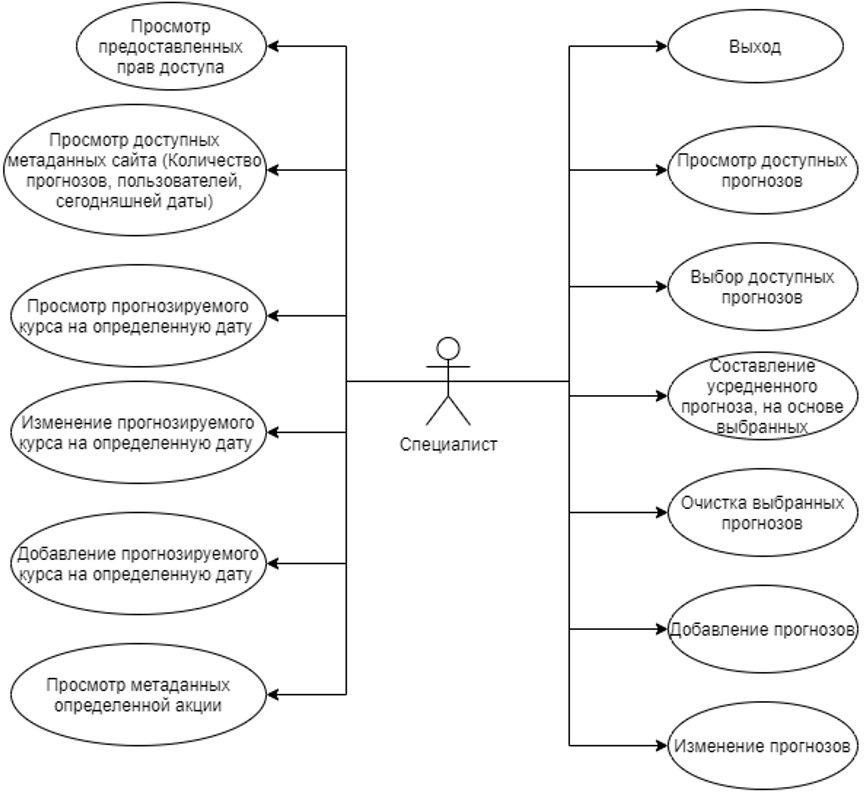 Просмотр
предоставленных
прав доступа
Просмотр доступных
метаданных сайта (Количество
прогнозов, пользователей,
сегодняшней даты)
Просмотр прогнозируемого
курса на определенную дату
Изменение прогнозируемого
курса на определенную дату
Добавление прогнозируемого
курса на определенную дату
Просмотр метаданных
определенной акции
Специалист
Выход
Просмотр доступных
прогнозов
Выбор доступных
прогнозов
Составление
усредненного
прогноза, на основе
выбранных
Очистка выбранных
прогнозов
Добавление прогнозов
Изменение прогнозов